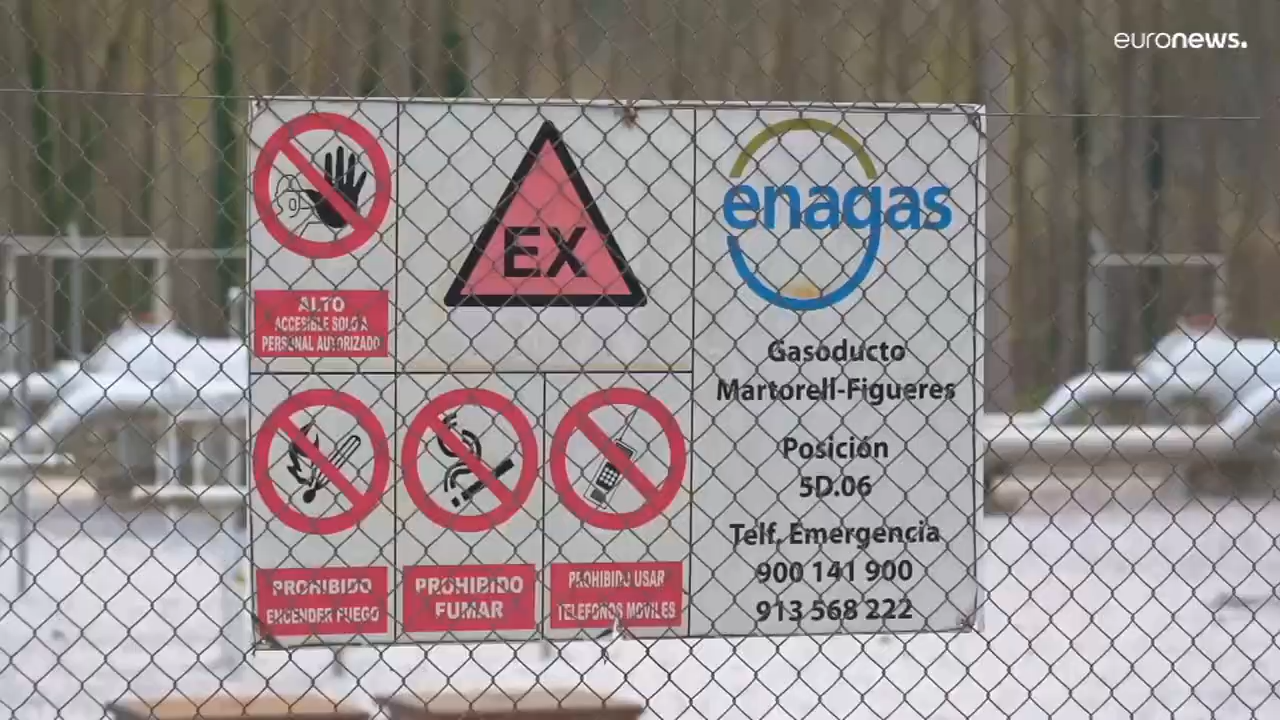 euronews.
ALTO
ACCESIBLE SOLO A
PERSONAL AUTORIZADO
EX
enagas
Gasoducto
Martorell-Figueres
Posición
5D.06
Telf. Emergencia
900 141 900
913 568 222
PROHIBIDO
ENCENDER FUEGO
PROHIBIDO
FUMAR
PROHIBIDO USAR
TELEFONOS MOVILES